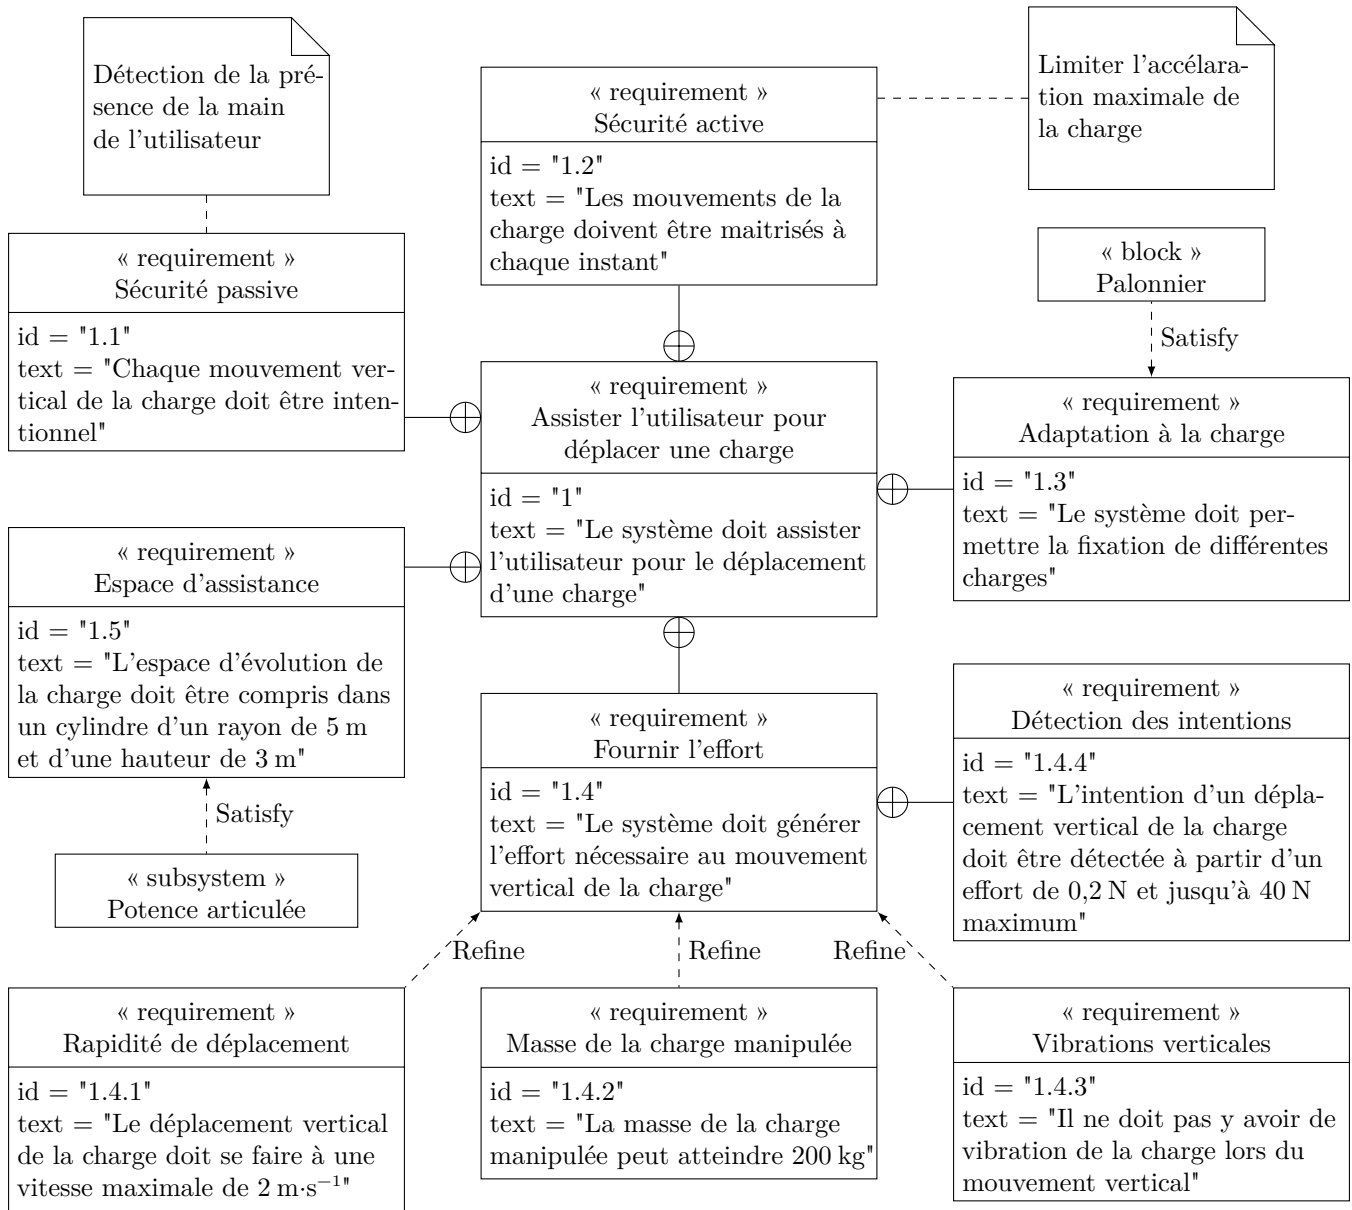 Détection de la pré-
sence de la main
de l'utilisateur
« requirement »
Sécurité active
id = "1.2"
text = "Les mouvements de la
charge doivent être maitrisés à
chaque instant"
Limiter l'accélara-
tion maximale de
la charge
« requirement »
Sécurité passive
id = "1.1"
text = "Chaque mouvement ver-
tical de la charge doit être inten-
tionnel"
« block »
Palonnier
Satisfy
« requirement »
Assister l'utilisateur pour
déplacer une charge
id = "1"
text = "Le système doit assister
l'utilisateur pour le déplacement
d'une charge"
« requirement »
Adaptation à la charge
id = "1.3"
text = "Le système doit per-
mettre la fixation de différentes
charges"
« requirement »
Espace d'assistance
id = "1.5"
text = "L'espace d'évolution de
la charge doit être compris dans
un cylindre d'un rayon de 5 m
et d'une hauteur de 3 m"
Satisfy
« subsystem »
Potence articulée
« requirement »
Fournir l'effort
id = "1.4"
text = "Le système doit générer
l'effort nécessaire au mouvement
vertical de la charge"
« requirement »
Détection des intentions
id = "1.4.4"
text = "L'intention d'un dépla-
cement vertical de la charge
doit être détectée à partir d'un
effort de 0,2 N et jusqu'à 40 N
maximum"
Refine
Refine
Refine
« requirement »
Rapidité de déplacement
id = "1.4.1"
text = "Le déplacement vertical
de la charge doit se faire à une
vitesse maximale de 2 m·s⁻¹"
« requirement »
Masse de la charge manipulée
id = "1.4.2"
text = "La masse de la charge
manipulée peut atteindre 200 kg"
« requirement »
Vibrations verticales
id = "1.4.3"
text = "Il ne doit pas y avoir de
vibration de la charge lors du
mouvement vertical"